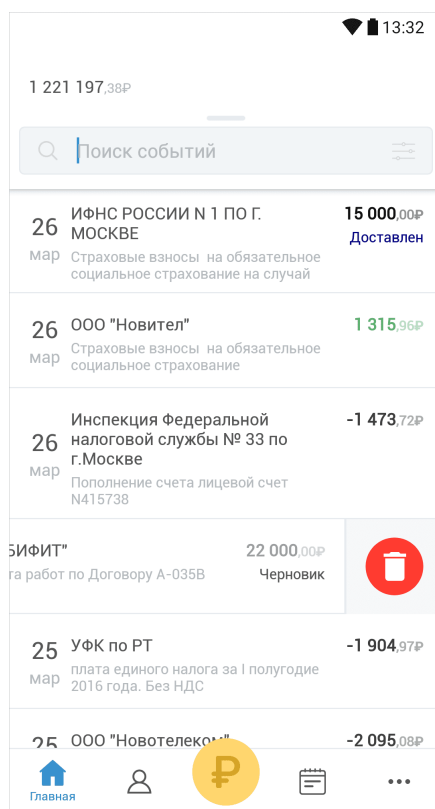 13:32
1 221 197,38₽
Поиск событий
26 мар
ИФНС РОССИИ N 1 ПО Г.
МОСКВЕ
15 000,00₽
Доставлен
Страховые взносы на обязательное
социальное страхование на случай
26 мар
ООО "Новител"
1 315,96₽
Страховые взносы на обязательное
социальное страхование
26 мар
Инспекция Федеральной
налоговой службы № 33 по
г.Москве
-1 473,72₽
Пополнение счета лицевой счет
N415738
БИФИТ"
22 000,00₽
та работ по Договору А-035В
Черновик
25 мар
УФК по РТ
-1 904,97₽
плата единого налога за I полугодие
2016 года. Без НДС
25
ООО "Новотелеком"
-2 095,08₽
₽
Главная